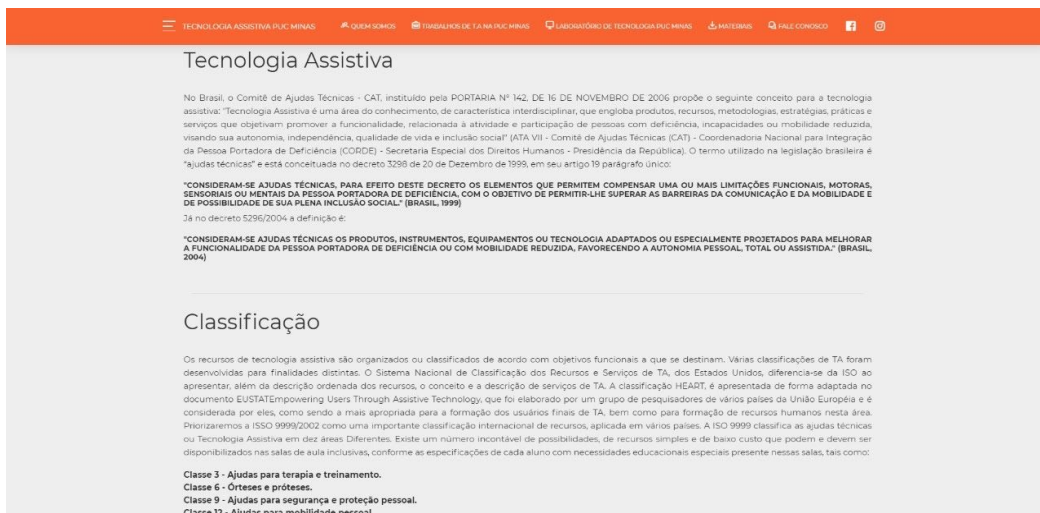 TECNOLOGIA ASSISTIVA PUC MINAS QUEM SOMOS TRABALHOS DE T.A NA PUC MINAS LABORATÓRIO DE TECNOLOGIA PUC MINAS MATERIAIS FALE CONOSCO
Tecnologia Assistiva
No Brasil, o Comitê de Ajudas Técnicas - CAT, instituído pela PORTARIA N° 142, DE 16 DE NOVEMBRO DE 2006 propõe o seguinte conceito para a tecnologia
assistiva: "Tecnologia Assistiva é uma área do conhecimento, de característica interdisciplinar, que engloba produtos, recursos, metodologias, estratégias, práticas e
serviços que objetivam promover a funcionalidade, relacionada à atividade e participação de pessoas com deficiência, incapacidades ou mobilidade reduzida,
visando sua autonomia, independência, qualidade de vida e inclusão social" (ATA VII - Comitê de Ajudas Técnicas (CAT) - Coordenadoria Nacional para Integração
da Pessoa Portadora de Deficiência (CORDE) - Secretaria Especial dos Direitos Humanos - Presidência da República). O termo utilizado na legislação brasileira é
"ajudas técnicas" e está conceituada no decreto 3298 de 20 de Dezembro de 1999, em seu artigo 19 parágrafo único:
"CONSIDERAM-SE AJUDAS TÉCNICAS, PARA EFEITO DESTE DECRETO OS ELEMENTOS QUE PERMITEM COMPENSAR UMA OU MAIS LIMITAÇÕES FUNCIONAIS, MOTORAS,
SENSORIAIS OU MENTAIS DA PESSOA PORTADORA DE DEFICIÊNCIA, COM O OBJETIVO DE PERMITIR-LHE SUPERAR AS BARREIRAS DA COMUNICAÇÃO E DA MOBILIDADE E
DE POSSIBILIDADE DE SUA PLENA INCLUSÃO SOCIAL." (BRASIL, 1999)
Já no decreto 5296/2004 a definição é:
"CONSIDERAM-SE AJUDAS TÉCNICAS OS PRODUTOS, INSTRUMENTOS, EQUIPAMENTOS OU TECNOLOGIA ADAPTADOS OU ESPECIALMENTE PROJETADOS PARA MELHORAR
A FUNCIONALIDADE DA PESSOA PORTADORA DE DEFICIÊNCIA OU COM MOBILIDADE REDUZIDA, FAVORECENDO A AUTONOMIA PESSOAL, TOTAL OU ASSISTIDA." (BRASIL,
2004)
Classificação
Os recursos de tecnologia assistiva são organizados ou classificados de acordo com objetivos funcionais a que se destinam. Várias classificações de TA foram
desenvolvidas para finalidades distintas. O Sistema Nacional de Classificação dos Recursos e Serviços de TA, dos Estados Unidos, diferencia-se da ISO ao
apresentar, além da descrição ordenada dos recursos, o conceito e a descrição de serviços de TA. A classificação HEART, é apresentada de forma adaptada no
documento EUSTATEmpowering Users Through Assistive Technology, que foi elaborado por um grupo de pesquisadores de vários países da União Européia e é
considerada por eles, como sendo a mais apropriada para a formação dos usuários finais de TA, bem como para formação de recursos humanos nesta área.
Priorizaremos a ISSO 9999/2002 como uma importante classificação internacional de recursos, aplicada em vários países. A ISO 9999 classifica as ajudas técnicas
ou Tecnologia Assistiva em dez áreas Diferentes. Existe um número incontável de possibilidades, de recursos simples e de baixo custo que podem e devem ser
disponibilizados nas salas de aula inclusivas, conforme as especificações de cada aluno com necessidades educacionais especiais presente nessas salas, tais como:
Classe 3 - Ajudas para terapia e treinamento.
Classe 6 - Órteses e próteses.
Classe 9 - Ajudas para segurança e proteção pessoal.
Classe 12 - Ajudas para mobilidade pessoal.